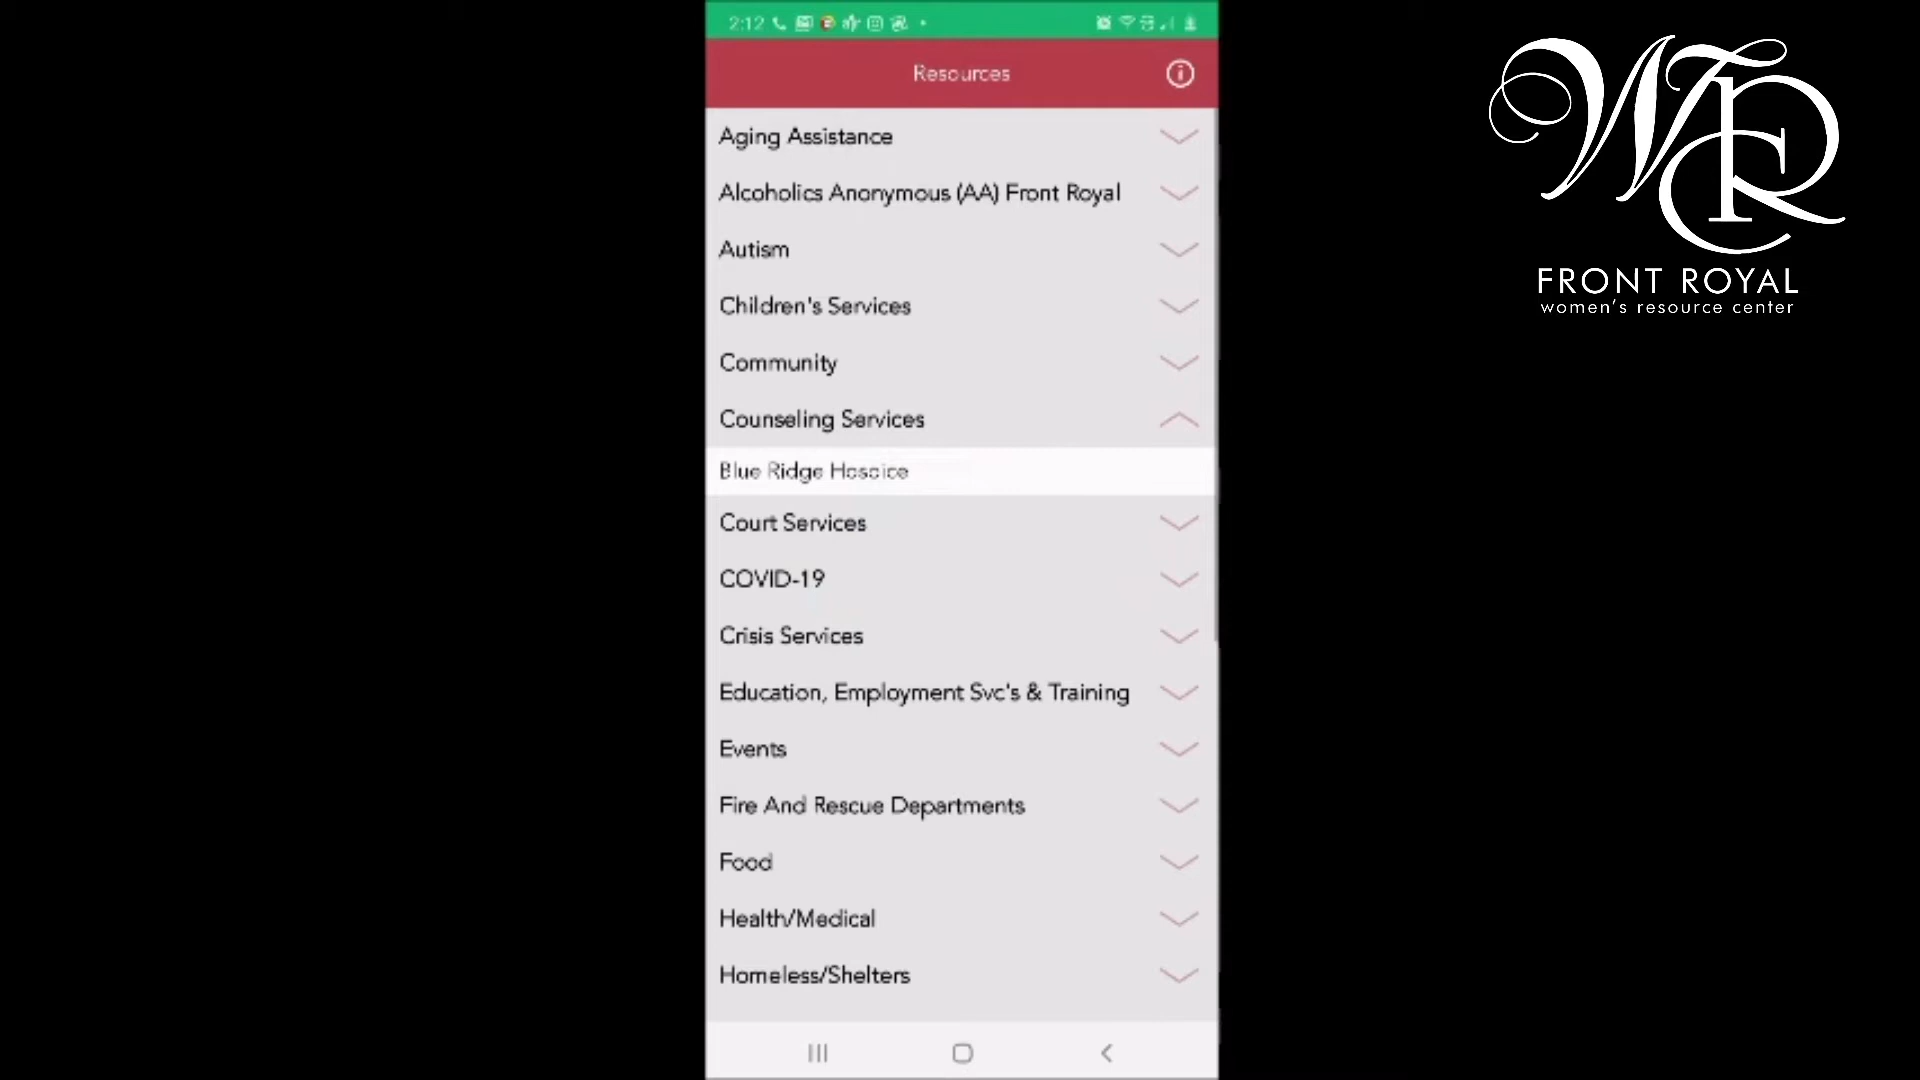 2:12
Resources
Aging Assistance
Alcoholics Anonymous (AA) Front Royal
Autism
Children's Services
Community
Counseling Services
Blue Ridge Hospice
Court Services
COVID-19
Crisis Services
Education, Employment Svc's & Training
Events
Fire And Rescue Departments
Food
Health/Medical
Homeless/Shelters
WRC
FRONT ROYAL
women's resource center